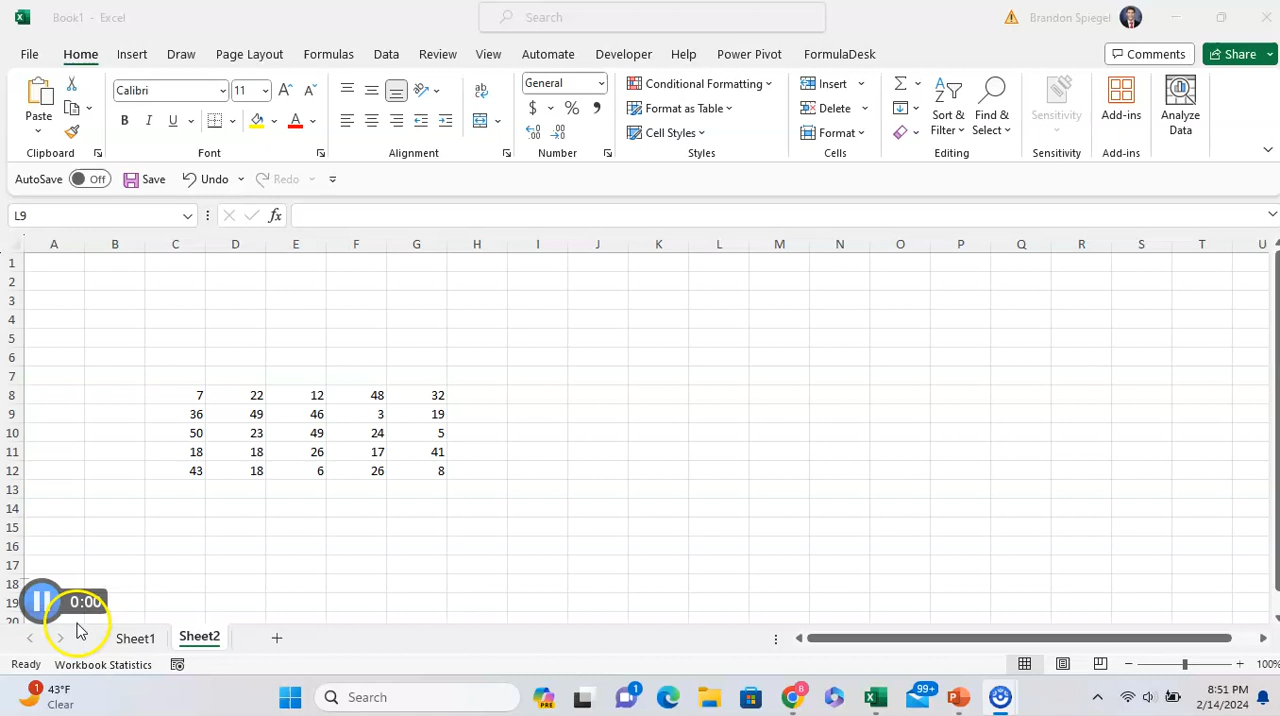 Book1 - Excel
Search
Brandon Spiegel
File Home Insert Draw Page Layout Formulas Data Review View Automate Developer Help Power Pivot FormulaDesk
Comments Share
Paste
Clipboard
Calibri 11
B I U
A A
Font
ab
Alignment
General
$ % ,
Number
Conditional Formatting
Format as Table
Cell Styles
Styles
Insert
Delete
Format
Cells
Sort & Filter
Find & Select
Editing
Sensitivity
Sensitivity
Add-ins
Add-ins
Analyze Data
AutoSave Off Save Undo Redo
L9 fx
A B C D E F G H I J K L M N O P Q R S T U
1
2
3
4
5
6
7
8 7 22 12 48 32
9 36 49 46 3 19
10 50 23 49 24 5
11 18 18 26 17 41
12 43 18 6 26 8
13
14
15
16
17
18
19
20
0:00
Sheet1 Sheet2 +
Ready Workbook Statistics 100%
1 43°F
Clear
Search
PRE
1
99+
8:51 PM
2/14/2024